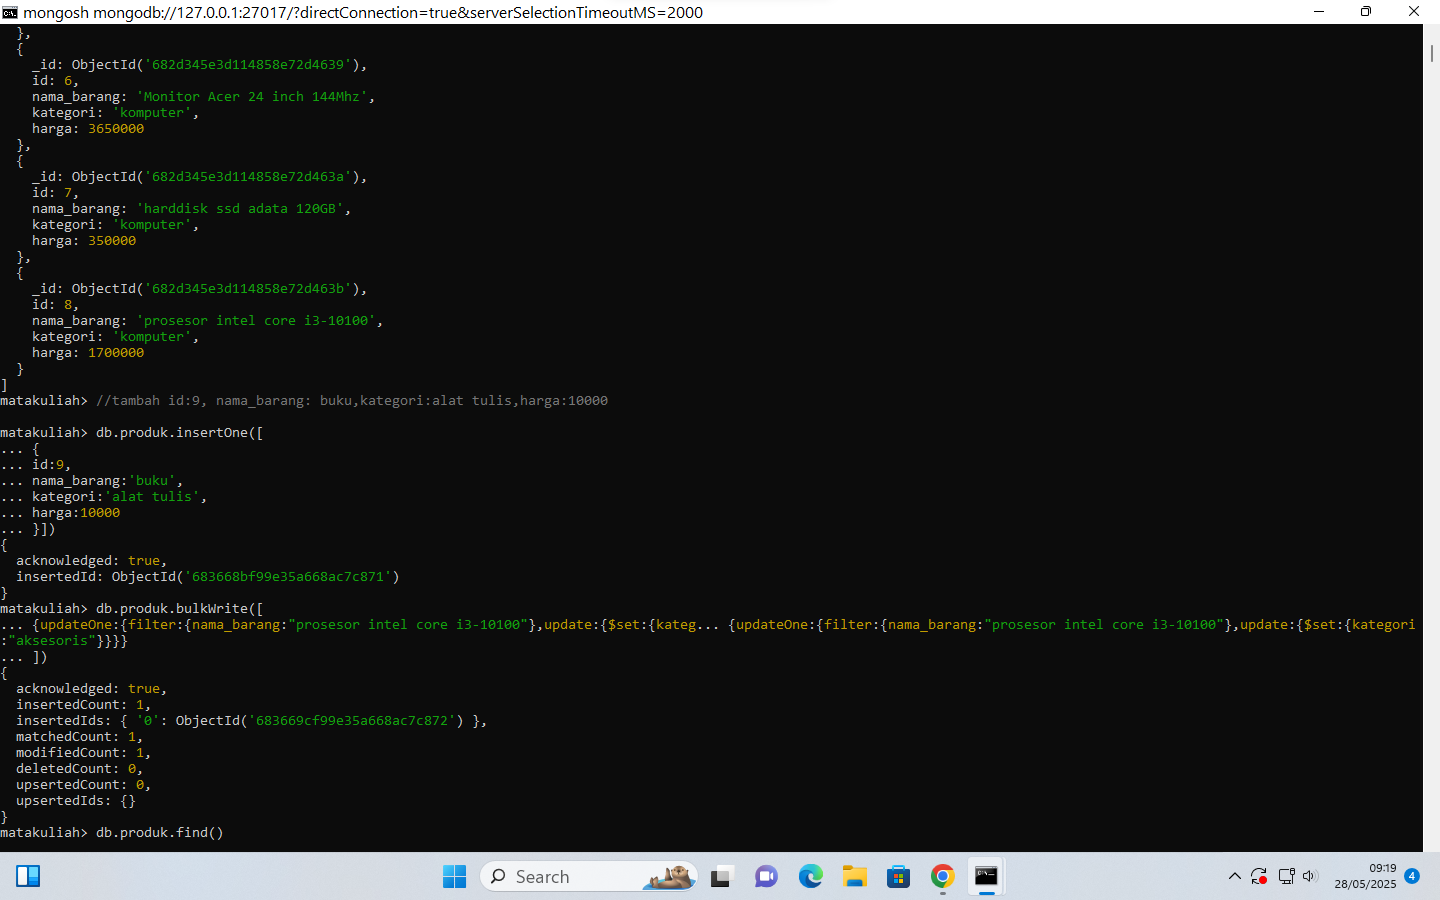 mongosh mongodb://127.0.0.1:27017/?directConnection=true&serverSelectionTimeoutMS=2000
  },
  {
    _id: ObjectId('682d345e3d114858e72d4639'),
    id: 6,
    nama_barang: 'Monitor Acer 24 inch 144Mhz',
    kategori: 'komputer',
    harga: 3650000
  },
  {
    _id: ObjectId('682d345e3d114858e72d463a'),
    id: 7,
    nama_barang: 'harddisk ssd adata 120GB',
    kategori: 'komputer',
    harga: 350000
  },
  {
    _id: ObjectId('682d345e3d114858e72d463b'),
    id: 8,
    nama_barang: 'prosesor intel core i3-10100',
    kategori: 'komputer',
    harga: 1700000
  }
]
matakuliah> //tambah id:9, nama_barang: buku,kategori:alat tulis,harga:10000
matakuliah> db.produk.insertOne([
... {
... id:9,
... nama_barang:'buku',
... kategori:'alat tulis',
... harga:10000
... }])
{
  acknowledged: true,
  insertedId: ObjectId('683668bf99e35a668ac7c871')
}
matakuliah> db.produk.bulkWrite([
... {updateOne:{filter:{nama_barang:"prosesor intel core i3-10100"},update:{$set:{kateg... {updateOne:{filter:{nama_barang:"prosesor intel core i3-10100"},update:{$set:{kategori
:"aksesoris"}}}}
... ])
{
  acknowledged: true,
  insertedCount: 1,
  insertedIds: { '0': ObjectId('683669cf99e35a668ac7c872') },
  matchedCount: 1,
  modifiedCount: 1,
  deletedCount: 0,
  upsertedCount: 0,
  upsertedIds: {}
}
matakuliah> db.produk.find()
Search
09:19
28/05/2025
4